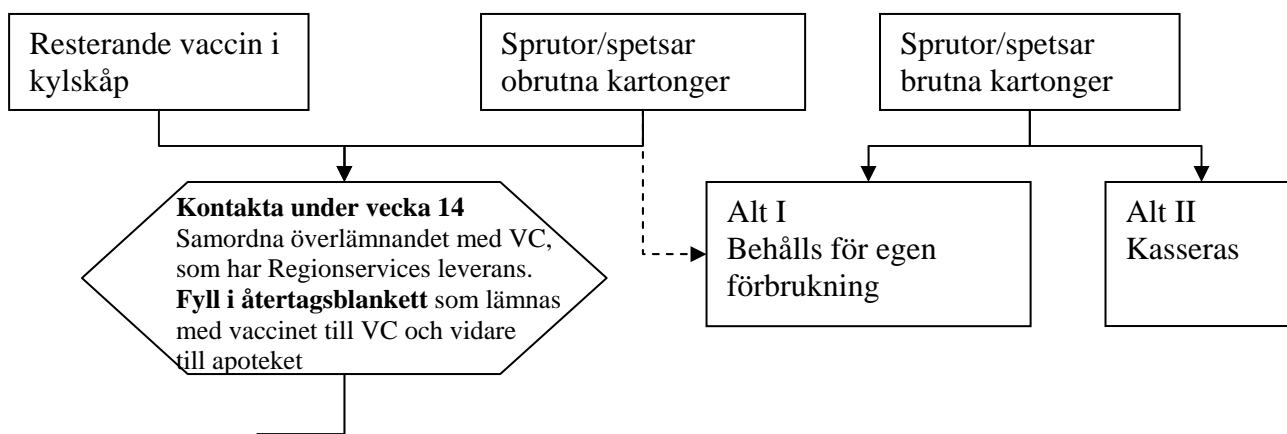 Resterande vaccin i
kylskåp
Sprutor/spetsar
obrutna kartonger
Sprutor/spetsar
brutna kartonger
Kontakta under vecka 14
Samordna överlämnandet med VC,
som har Regionservices leverans.
Fyll i återtagsblankett som lämnas
med vaccinet till VC och vidare
till apoteket
Alt I
Behålls för egen
förbrukning
Alt II
Kasseras